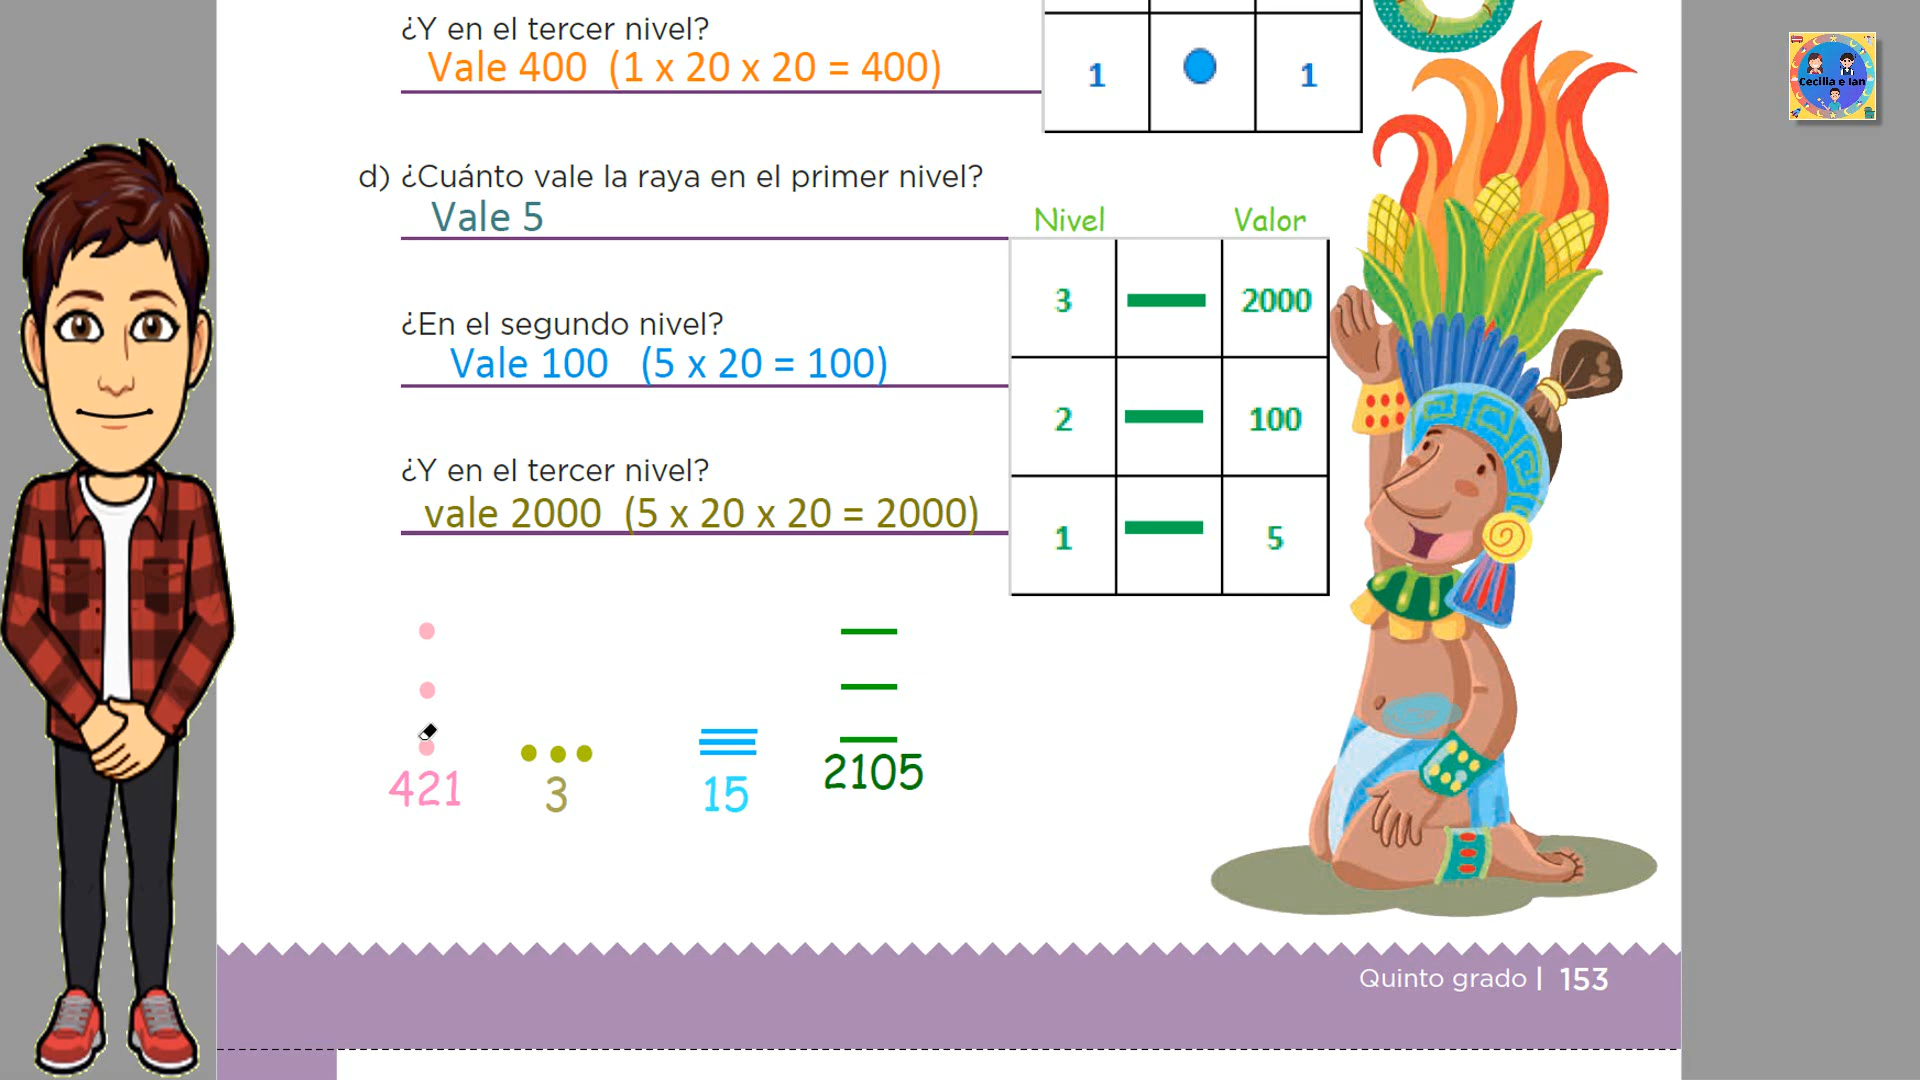 ¿Y en el tercer nivel?
Vale 400 (1 x 20 x 20 = 400)
1 1
Cecilia e Ian
d) ¿Cuánto vale la raya en el primer nivel?
Vale 5
Nivel Valor
3 2000
¿En el segundo nivel?
Vale 100 (5 x 20 = 100)
2 100
¿Y en el tercer nivel?
vale 2000 (5 x 20 x 20 = 2000)
1 5
421 3 15 2105
Quinto grado | 153